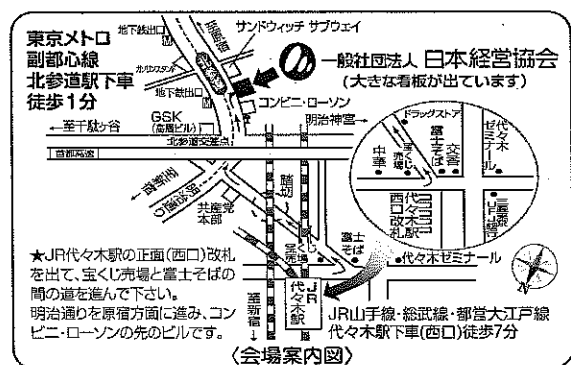 東京メトロ
副都心線
北参道駅下車
徒歩1分
地下鉄出口
サンドウィッチ サブウェイ
一般社団法人 日本経営協会
(大きな看板が出ています)
地下鉄出口
コンビニ・ローソン
GSK
(高層ビル)
←至千駄ヶ谷
明治神宮→
北参道交差点
首都高速
至新宿
明治通り
共産党
本部
踏切
宝くじ
売場
富士
そば
ドラッグストア
中華
宝くじ
売場
富士そば
交番
代々木
ゼミナール
代々木駅
西口改札
代々木ゼミナール
★JR代々木駅の正面(西口)改札
を出て、宝くじ売場と富士そばの
間の道を進んで下さい。
明治通りを原宿方面に進み、コン
ビニ・ローソンの先のビルです。
至新宿↓
JR
代々木駅
JR山手線・総武線・都営大江戸線
代々木駅下車(西口)徒歩7分
〈会場案内図〉